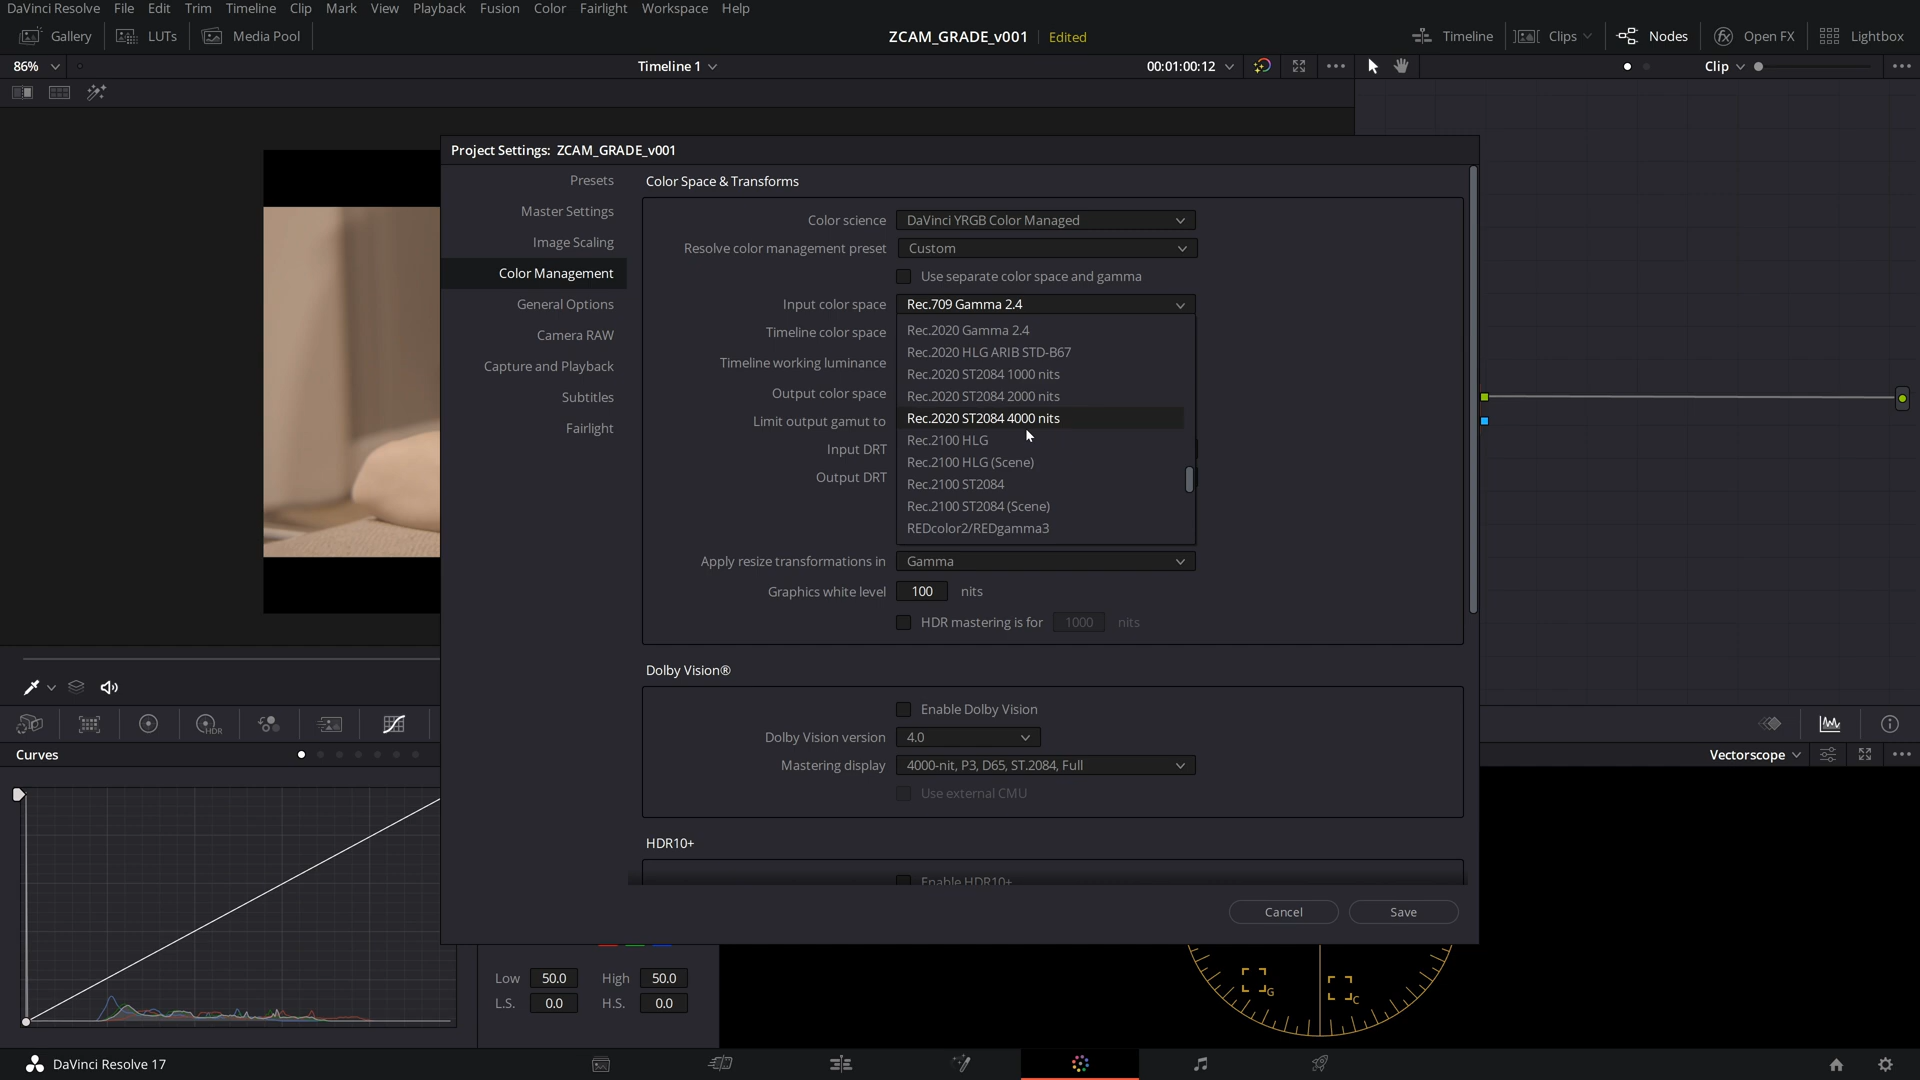 DaVinci Resolve File Edit Trim Timeline Clip Mark View Playback Fusion Color Fairlight Workspace Help
Gallery LUTs Media Pool ZCAM_GRADE_v001 Edited Timeline Clips Nodes Open FX Lightbox
86% Timeline 1 00:01:00:12 Clip
Project Settings: ZCAM_GRADE_v001
Presets
Master Settings
Image Scaling
Color Management
General Options
Camera RAW
Capture and Playback
Subtitles
Fairlight
Color Space & Transforms
Color science DaVinci YRGB Color Managed
Resolve color management preset Custom
Use separate color space and gamma
Input color space Rec.709 Gamma 2.4
Timeline color space
Timeline working luminance
Output color space
Limit output gamut to
Input DRT
Output DRT
Rec.2020 Gamma 2.4
Rec.2020 HLG ARIB STD-B67
Rec.2020 ST2084 1000 nits
Rec.2020 ST2084 2000 nits
Rec.2020 ST2084 4000 nits
Rec.2100 HLG
Rec.2100 HLG (Scene)
Rec.2100 ST2084
Rec.2100 ST2084 (Scene)
REDcolor2/REDgamma3
Apply resize transformations in Gamma
Graphics white level 100 nits
HDR mastering is for 1000 nits
Dolby Vision®
Enable Dolby Vision
Dolby Vision version 4.0
Mastering display 4000-nit, P3, D65, ST.2084, Full
Use external CMU
HDR10+
Enable HDR10+
Cancel Save
HDR
Curves
Vectorscope
Low 50.0 High 50.0
L.S. 0.0 H.S. 0.0
G C
DaVinci Resolve 17